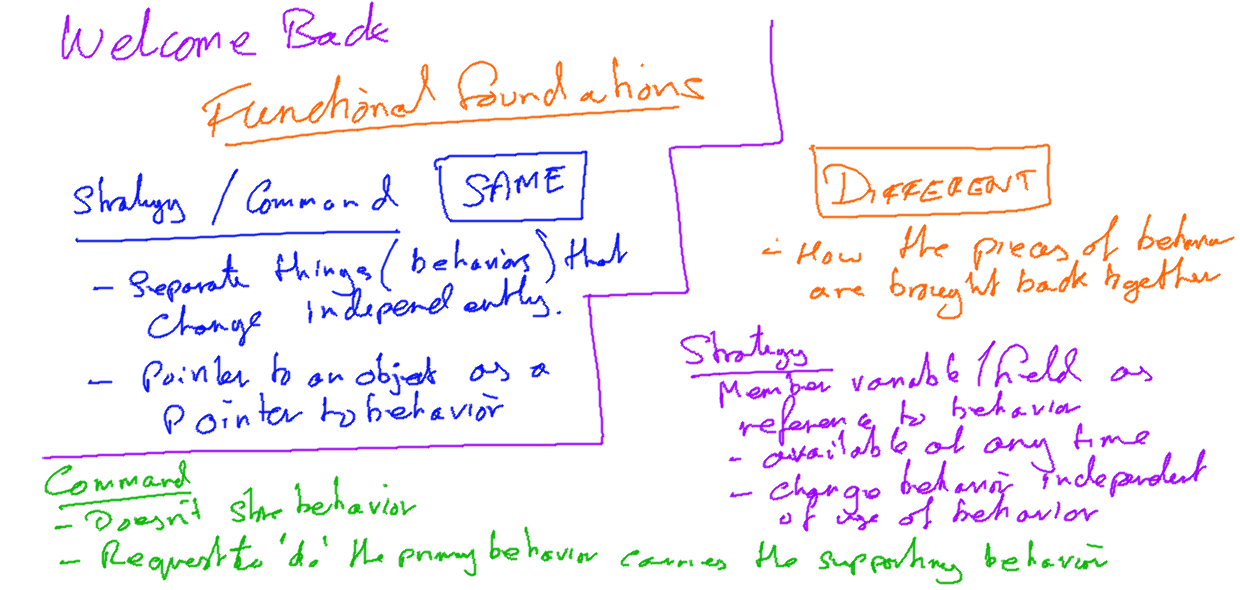 Welcome Back
Functional Foundations
Strategy / Command
SAME
- Separate things (behaviors) that
change independently.
- Pointer to an object as a
Pointer to behavior
DIFFERENT
- How the pieces of behavior
are brought back together
Strategy
Member variable / field as
reference to behavior
- available at any time
- change behavior independent
of use of behavior
Command
- Doesn't store behavior
- Request to 'do' the primary behavior carries the supporting behavior